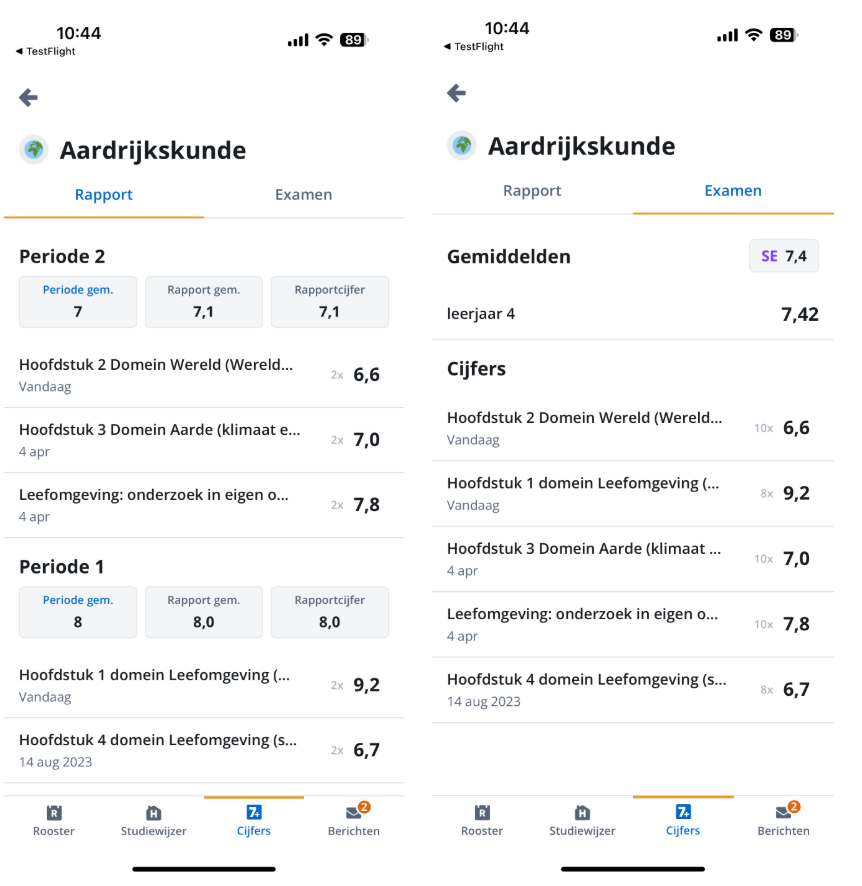 10:44
89
◀ TestFlight
Aardrijkskunde
Rapport Examen
Periode 2
Periode gem. Rapport gem. Rapportcijfer
7 7,1 7,1
Hoofdstuk 2 Domein Wereld (Wereld...
2x 6,6
Vandaag
Hoofdstuk 3 Domein Aarde (klimaat e...
2x 7,0
4 apr
Leefomgeving: onderzoek in eigen o...
2x 7,8
4 apr
Periode 1
Periode gem. Rapport gem. Rapportcijfer
8 8,0 8,0
Hoofdstuk 1 domein Leefomgeving (...
2x 9,2
Vandaag
Hoofdstuk 4 domein Leefomgeving (s...
2x 6,7
14 aug 2023
R H 7+ 2
Rooster Studiewijzer Cijfers Berichten
10:44
89
◀ TestFlight
Aardrijkskunde
Rapport Examen
Gemiddelden
SE 7,4
leerjaar 4 7,42
Cijfers
Hoofdstuk 2 Domein Wereld (Wereld...
10x 6,6
Vandaag
Hoofdstuk 1 domein Leefomgeving (...
8x 9,2
Vandaag
Hoofdstuk 3 Domein Aarde (klimaat ...
10x 7,0
4 apr
Leefomgeving: onderzoek in eigen o...
10x 7,8
4 apr
Hoofdstuk 4 domein Leefomgeving (s...
8x 6,7
14 aug 2023
R H 7+ 2
Rooster Studiewijzer Cijfers Berichten